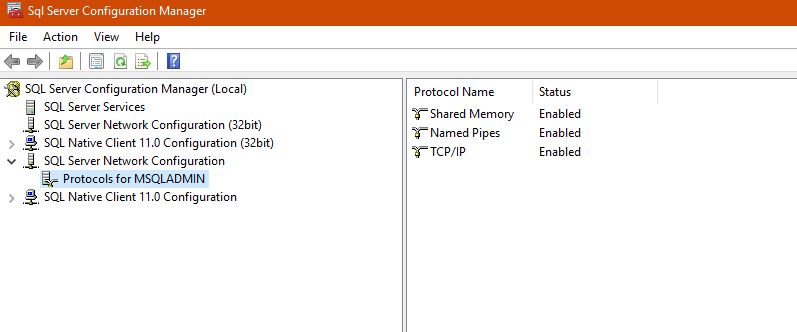 Sql Server Configuration Manager
File Action View Help
SQL Server Configuration Manager (Local)
SQL Server Services
SQL Server Network Configuration (32bit)
SQL Native Client 11.0 Configuration (32bit)
SQL Server Network Configuration
Protocols for MSQLADMIN
SQL Native Client 11.0 Configuration
Protocol Name Status
Shared Memory Enabled
Named Pipes Enabled
TCP/IP Enabled